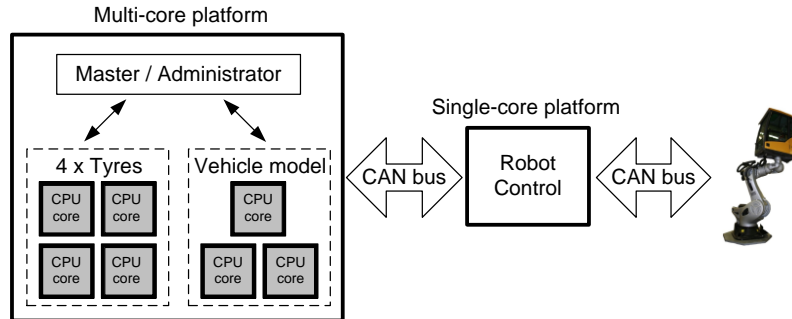 Multi-core platform
Master / Administrator
4 x Tyres
CPU
core
CPU
core
CPU
core
CPU
core
Vehicle model
CPU
core
CPU
core
CPU
core
CAN bus
Single-core platform
Robot
Control
CAN bus